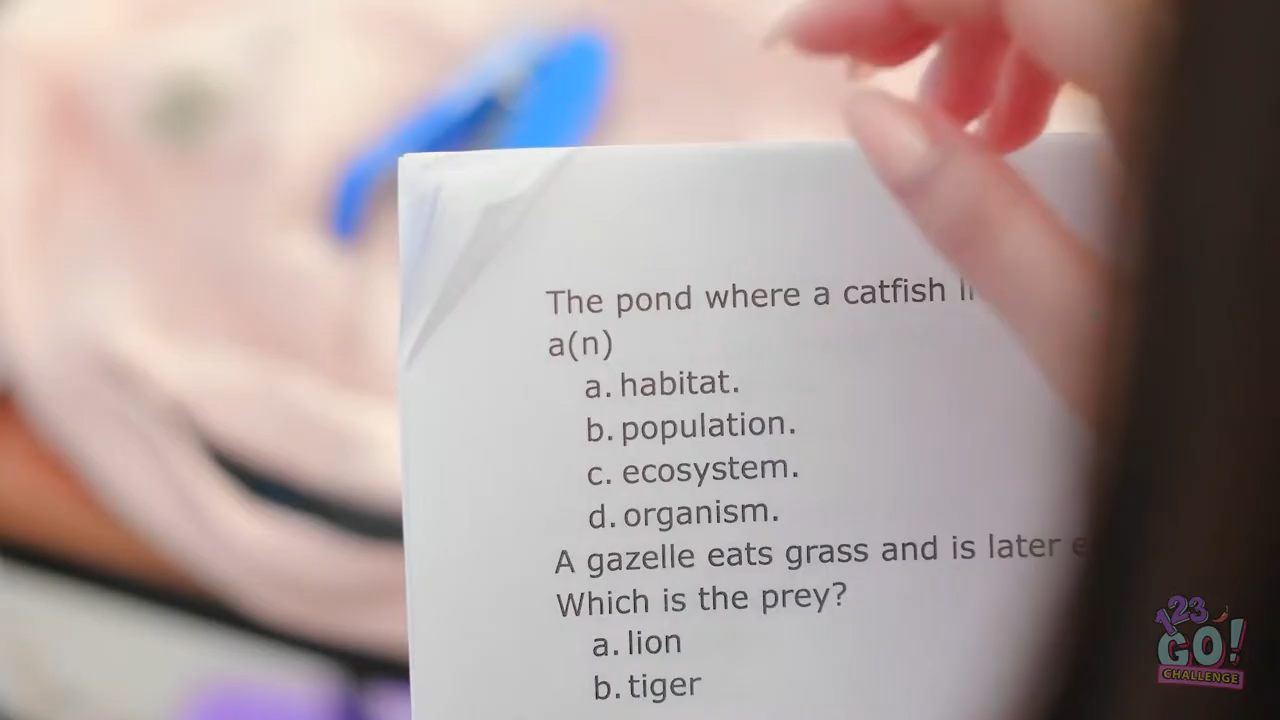 The pond where a catfish
a(n)
a. habitat.
b. population.
c. ecosystem.
d. organism.
A gazelle eats grass and is later
Which is the prey?
a. lion
b. tiger
123
GO!
CHALLENGE